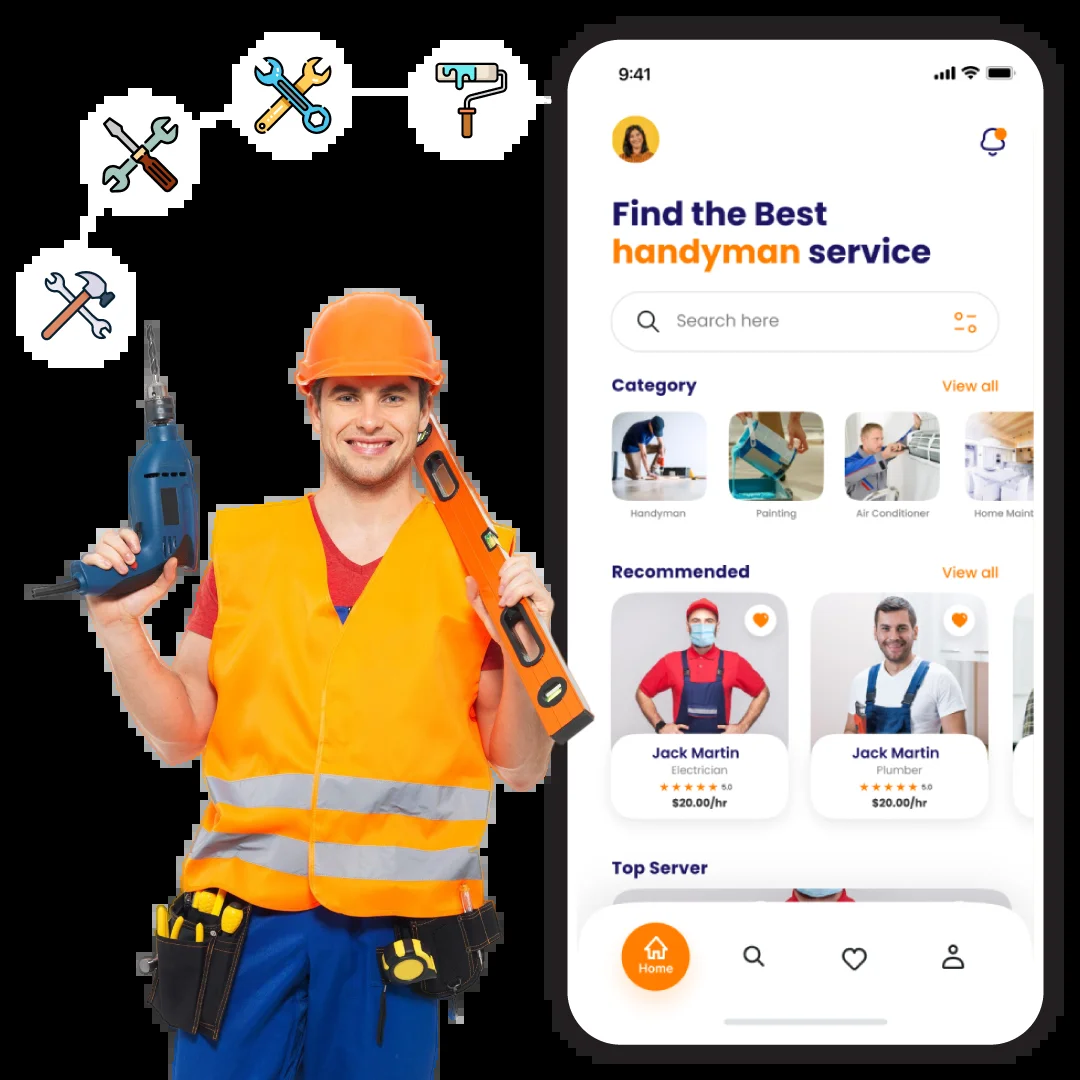 9:41
Find the Best
handyman service
Search here
Category View all
Handyman Painting Air Conditioner Home Maint
Recommended View all
Jack Martin Jack Martin
Electrician Plumber
5.0 5.0
$20.00/hr $20.00/hr
Top Server
Home